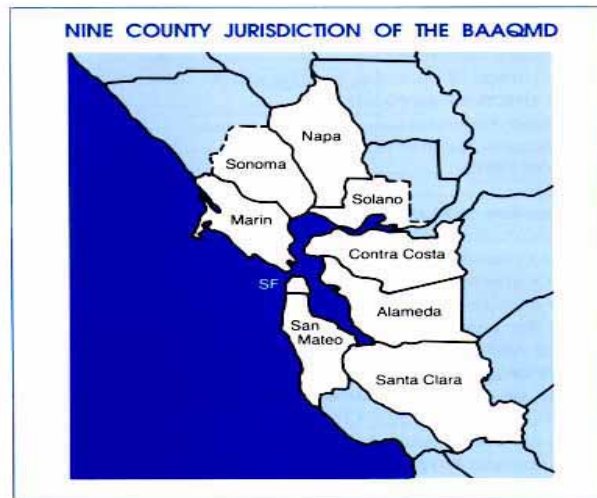 NINE COUNTY JURISDICTION OF THE BAAQMD
Napa
Sonoma
Solano
Marin
Contra Costa
SF
Alameda
San
Mateo
Santa Clara